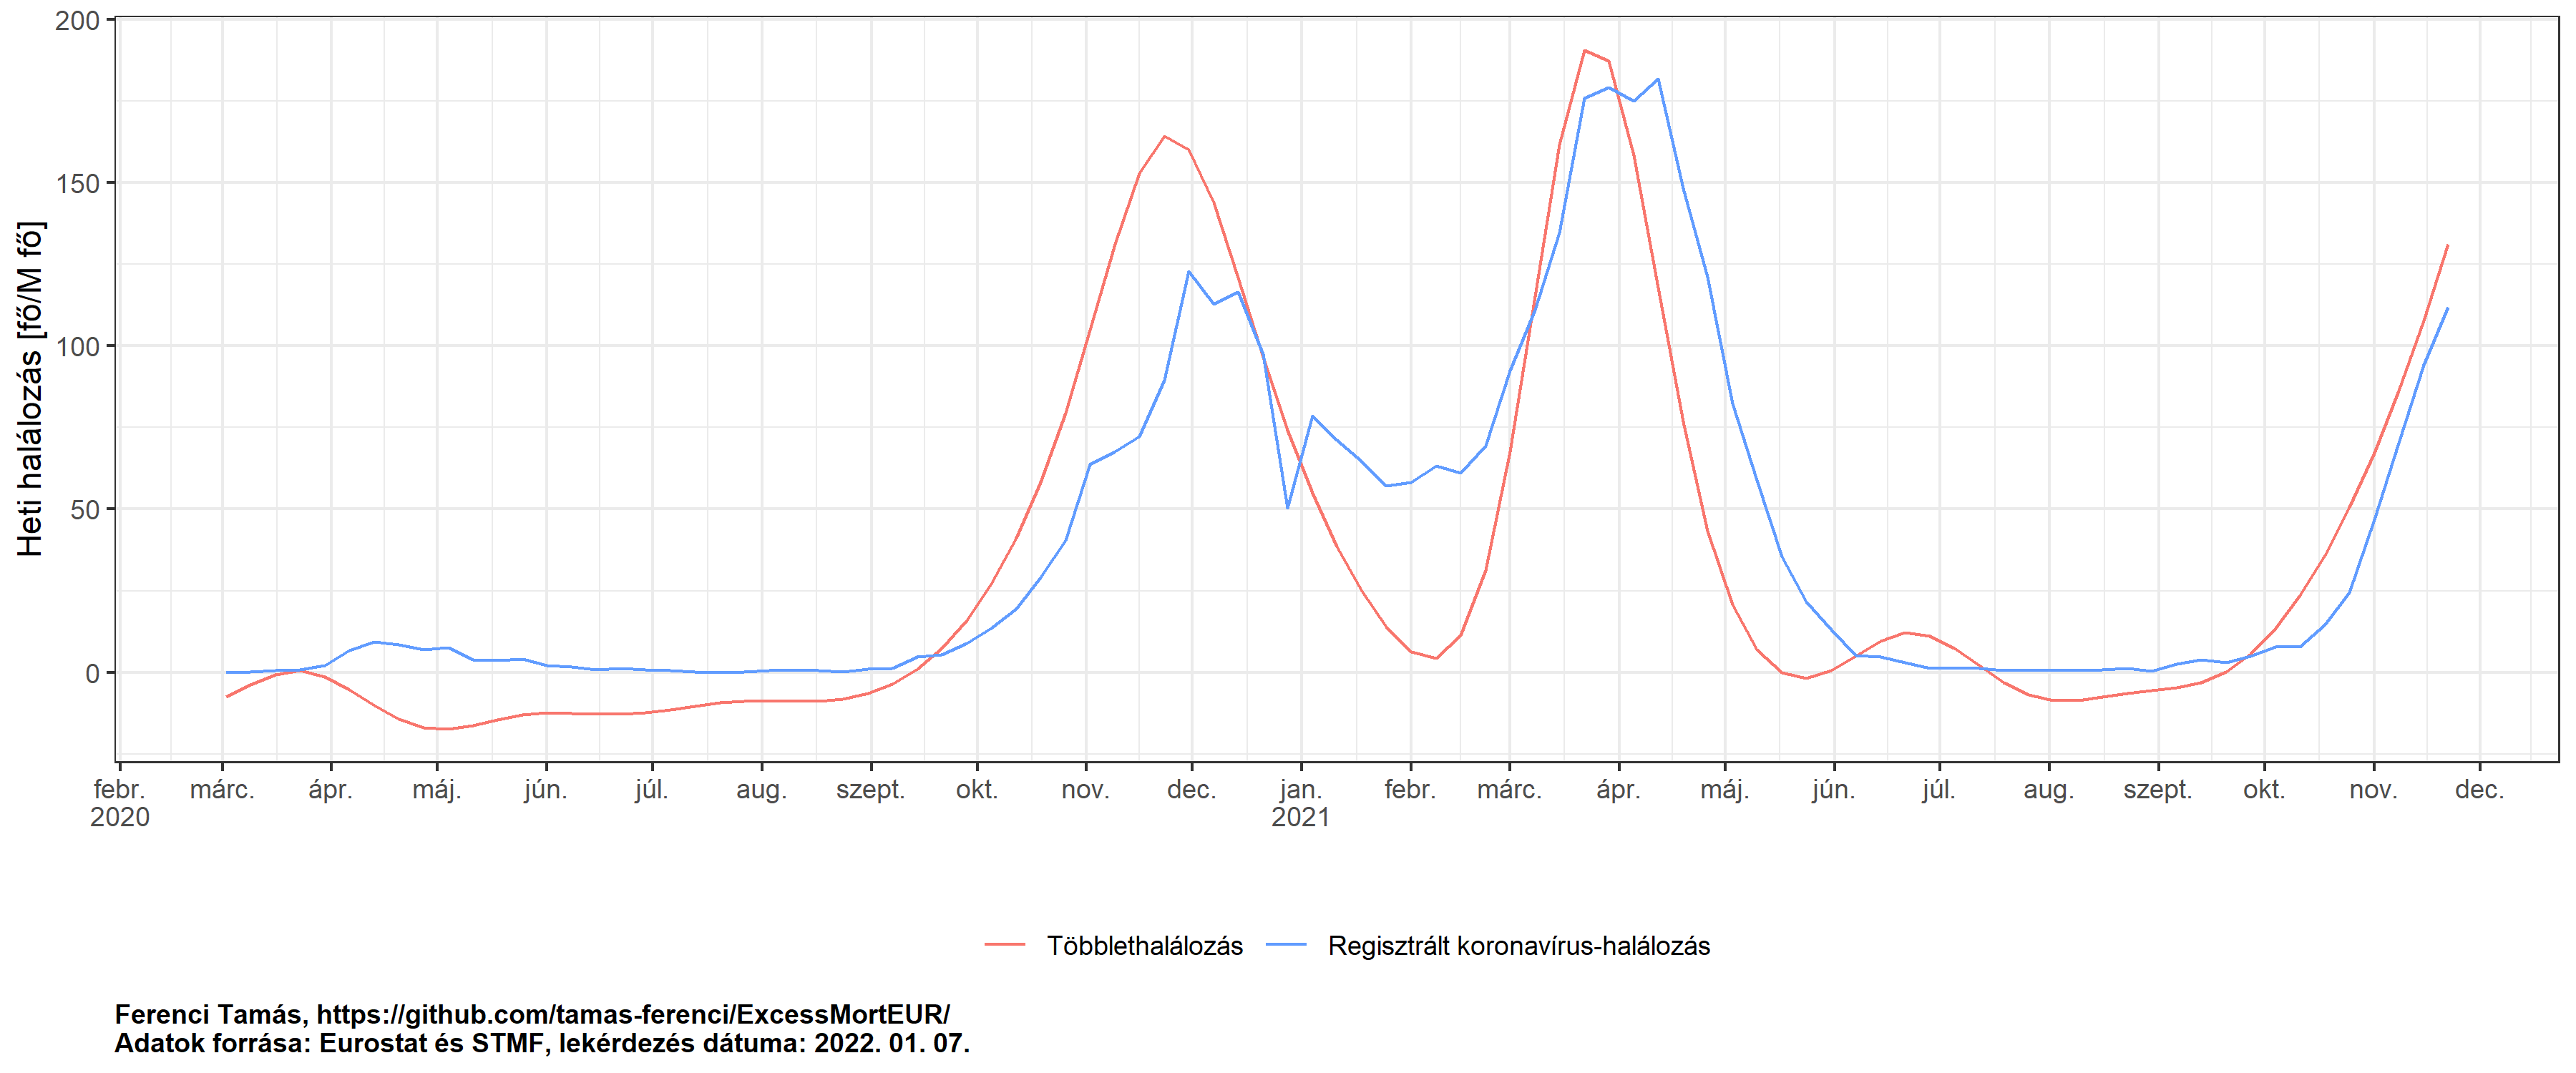 200
150
100
50
0
Heti halálozás [fő/M fő]
febr. márc. ápr. máj. jún. júl. aug. szept. okt. nov. dec. jan. febr. márc. ápr. máj. jún. júl. aug. szept. okt. nov. dec.
2020 2021
Többlethalálozás Regisztrált koronavírus-halálozás
Ferenci Tamás, https://github.com/tamas-ferenci/ExcessMortEUR/
Adatok forrása: Eurostat és STMF, lekérdezés dátuma: 2022. 01. 07.